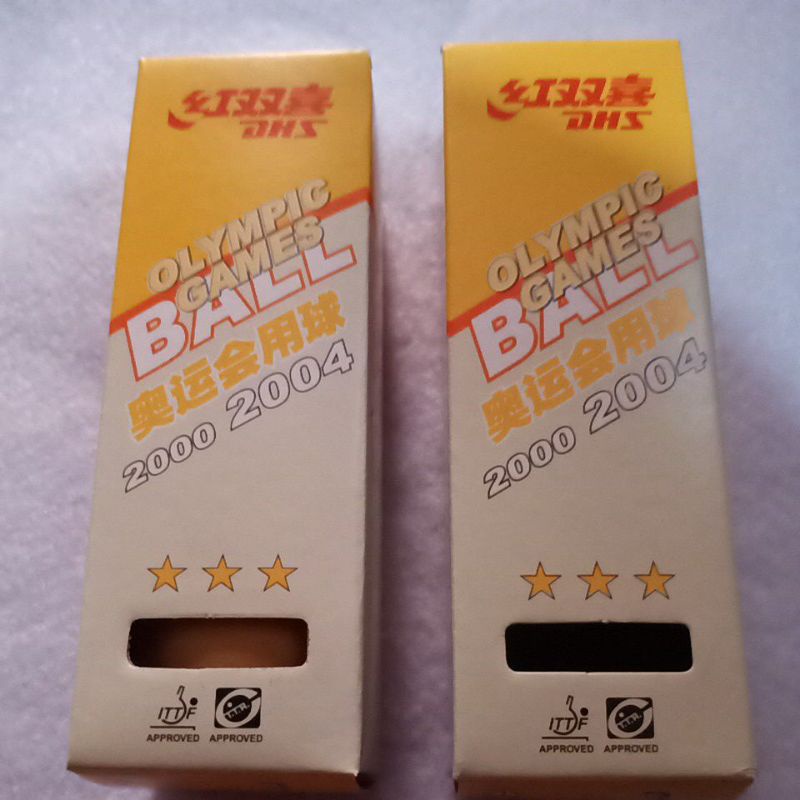 红双喜
DHS
OLYMPIC
GAMES
BALL
奥运会用球
2000 2004
ITTF
APPROVED
T.T.R.
APPROVED
红双喜
DHS
OLYMPIC
GAMES
BALL
奥运会用球
2000 2004
ITTF
APPROVED
T.T.R.
APPROVED